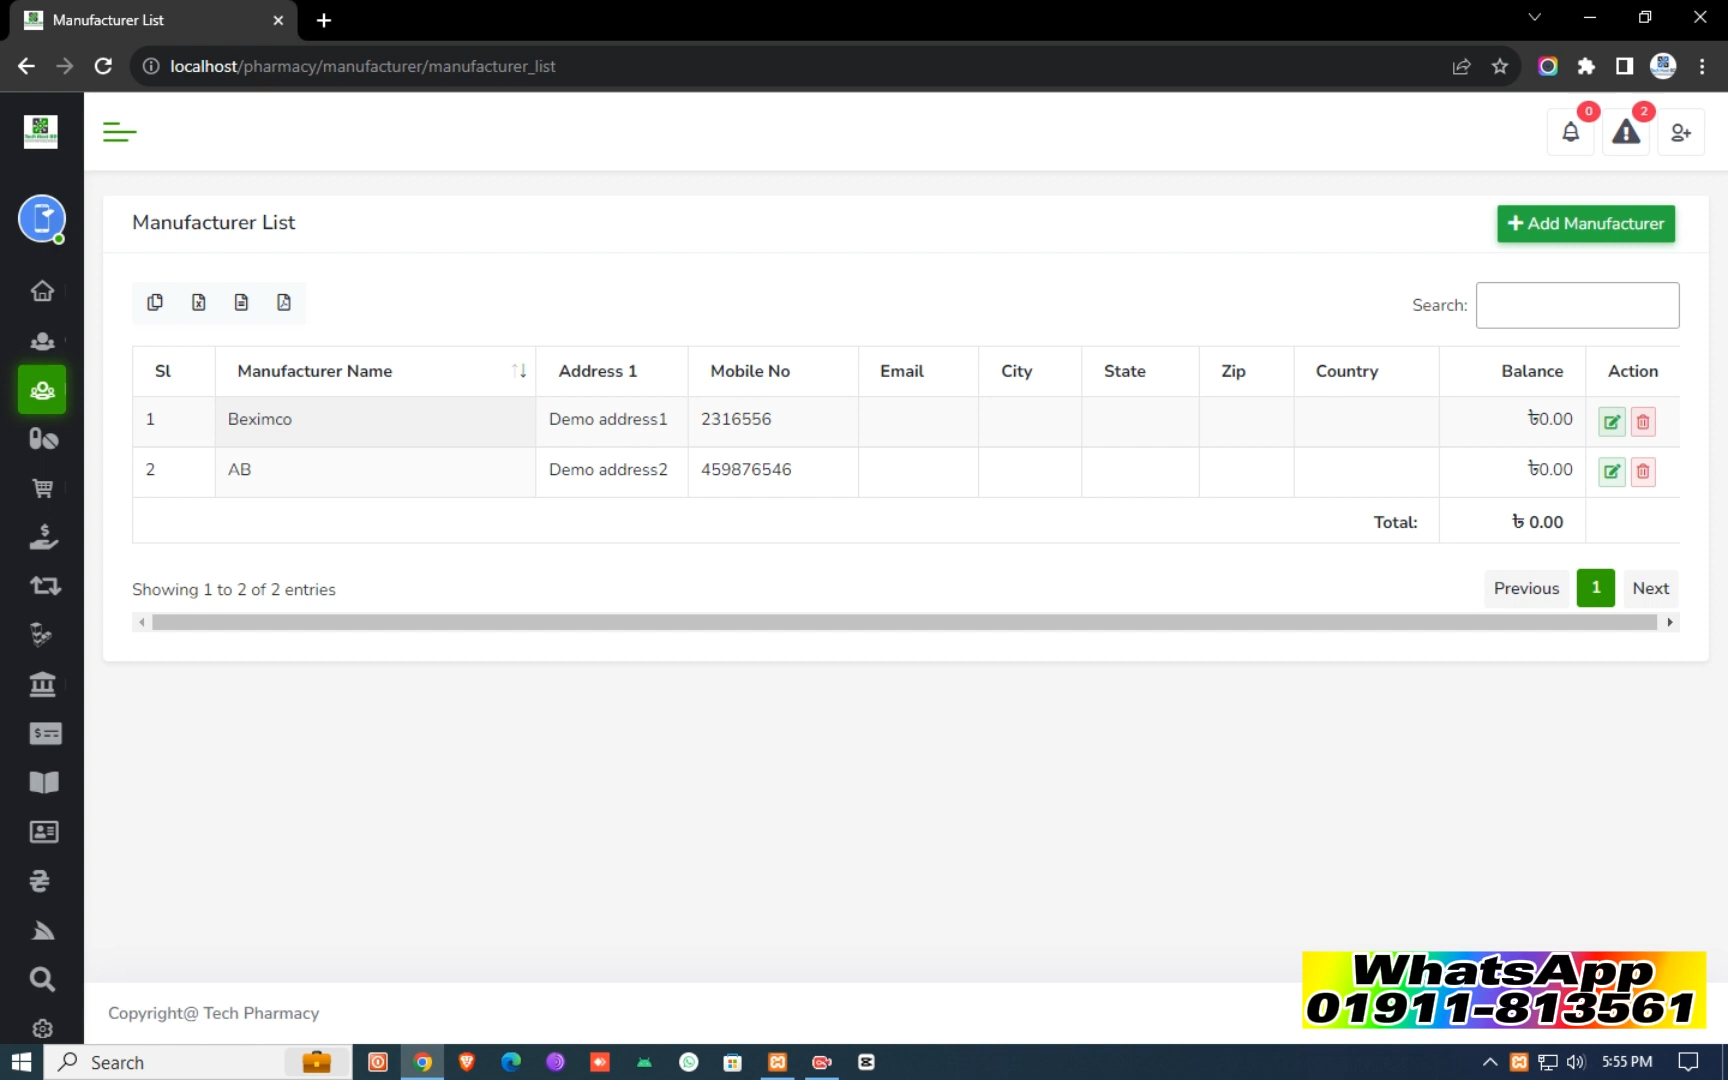 Manufacturer List
localhost/pharmacy/manufacturer/manufacturer_list
0
2
Manufacturer List
Add Manufacturer
Search:
Sl Manufacturer Name Address 1 Mobile No Email City State Zip Country Balance Action
1 Beximco Demo address1 2316556 ৳0.00
2 AB Demo address2 459876546 ৳0.00
Total: ৳ 0.00
Showing 1 to 2 of 2 entries
Previous 1 Next
Copyright@ Tech Pharmacy
WhatsApp
01911-813561
Search
5:55 PM